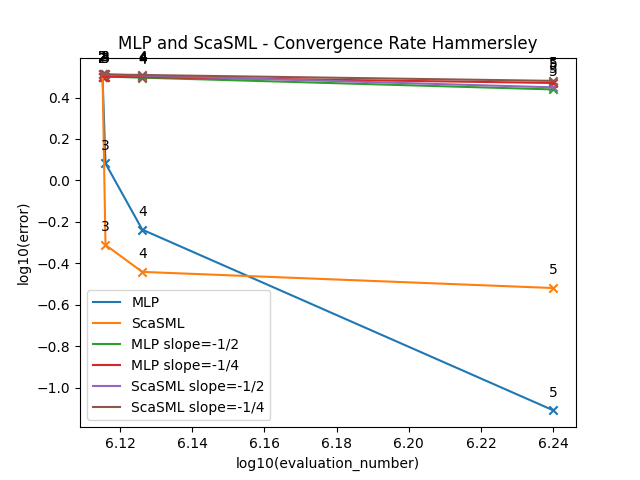 MLP and ScaSML - Convergence Rate Hammersley
log10(error)
0.4
0.2
0.0
−0.2
−0.4
−0.6
−0.8
−1.0
3
3
4
4
4
5
5
5
MLP
ScaSML
MLP slope=-1/2
MLP slope=-1/4
ScaSML slope=-1/2
ScaSML slope=-1/4
6.12
6.14
6.16
6.18
6.20
6.22
6.24
log10(evaluation_number)